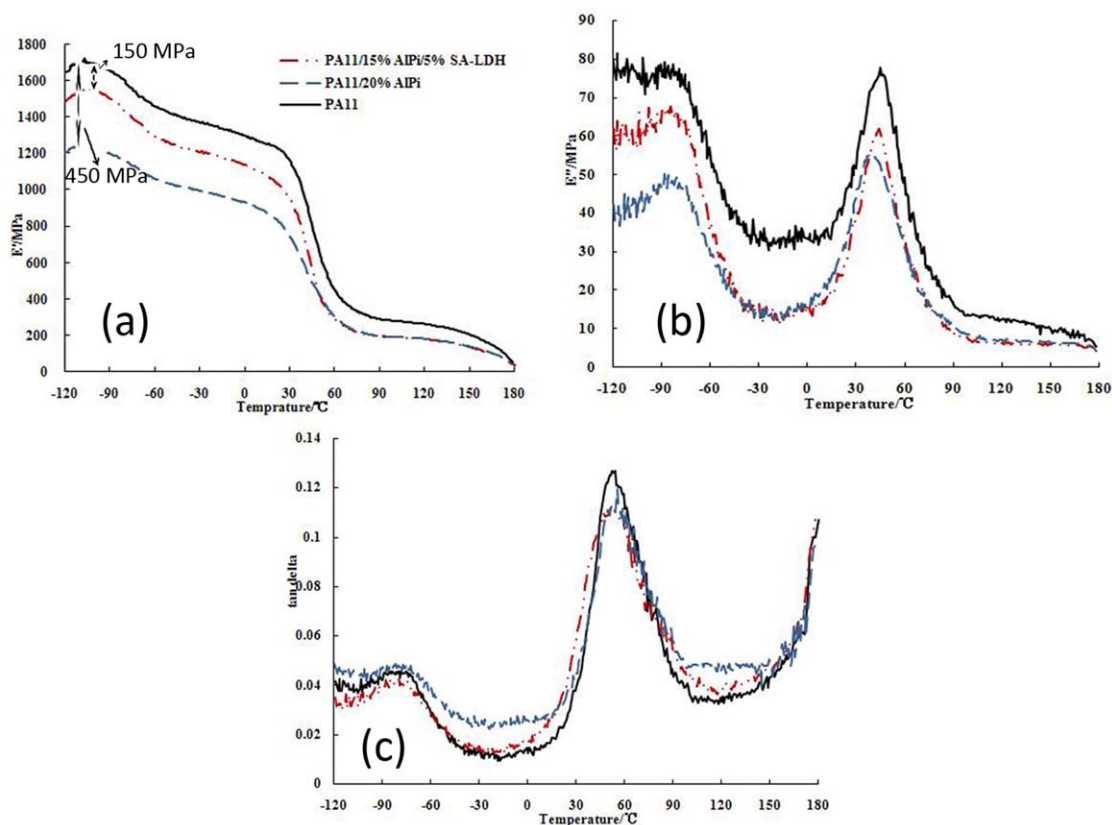 150 MPa
450 MPa
PA11/15% AlPi/5% SA-LDH
PA11/20% AlPi
PA11
1800
1600
1400
1200
1000
800
600
400
200
0
E'/MPa
(a)
-120 -90 -60 -30 0 30 60 90 120 150 180
Temprature/℃
90
80
70
60
50
40
30
20
10
0
E''/MPa
(b)
-120 -90 -60 -30 0 30 60 90 120 150 180
Temperature/℃
0.14
0.12
0.1
0.08
0.06
0.04
0.02
0
tan delta
(c)
-120 -90 -60 -30 0 30 60 90 120 150 180
Temperature/℃